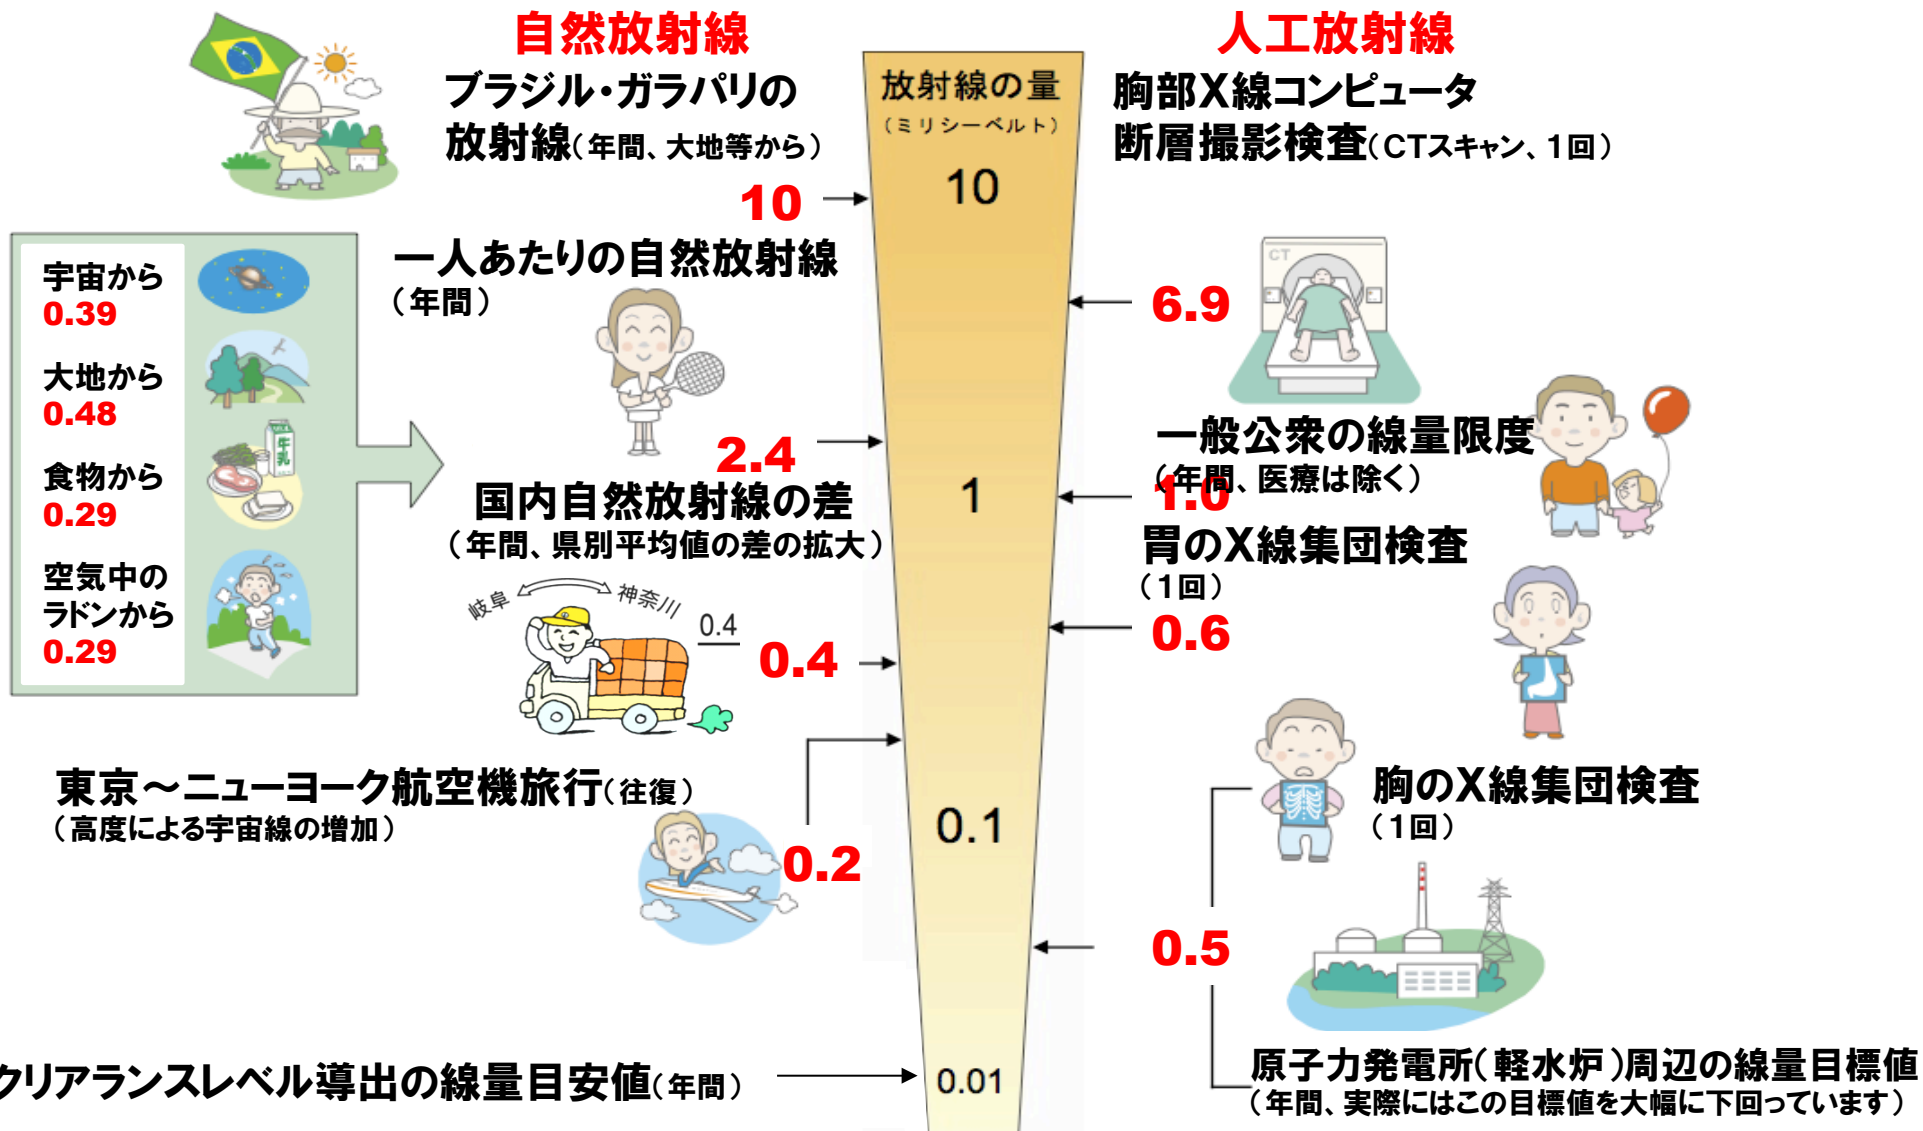 自然放射線
ブラジル・ガラパリの
放射線(年間、大地等から)
10
宇宙から
0.39
大地から
0.48
食物から
0.29
空気中の
ラドンから
0.29
牛乳
一人あたりの自然放射線
(年間)
2.4
国内自然放射線の差
(年間、県別平均値の差の拡大)
岐阜
神奈川
0.4
0.4
東京〜ニューヨーク航空機旅行(往復)
(高度による宇宙線の増加)
0.2
クリアランスレベル導出の線量目安値(年間)
放射線の量
(ミリシーベルト)
10
1
0.1
0.01
人工放射線
胸部X線コンピュータ
断層撮影検査(CTスキャン、1回)
CT
6.9
一般公衆の線量限度
(年間、医療は除く)
1.0
胃のX線集団検査
(1回)
0.6
胸のX線集団検査
(1回)
0.5
原子力発電所(軽水炉)周辺の線量目標値
(年間、実際にはこの目標値を大幅に下回っています)